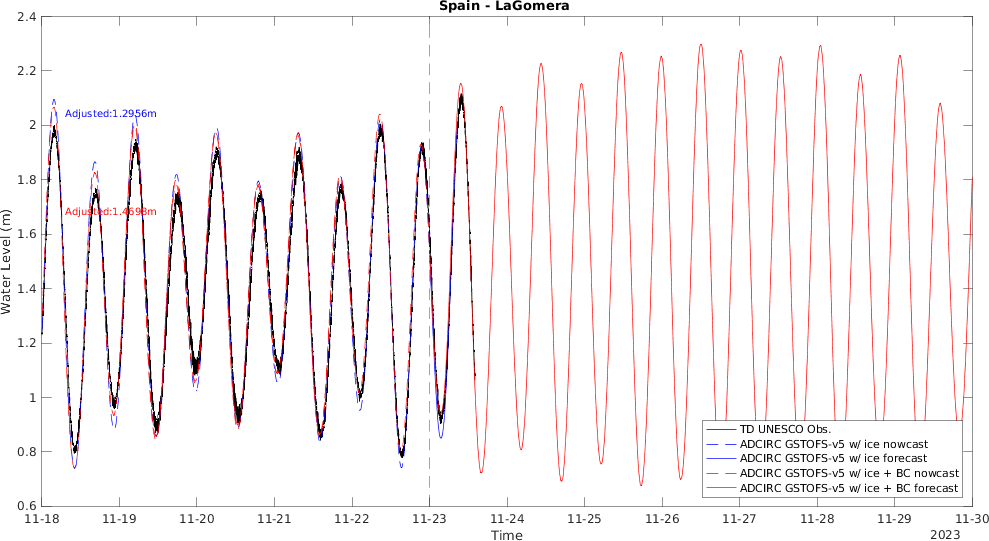 Spain - LaGomera
2.4
2.2
2
1.8
1.6
1.4
1.2
1
0.8
0.6
Water Level (m)
Adjusted:1.2956m
Adjusted:1.4693m
TD UNESCO Obs.
ADCIRC GSTOFS-v5 w/ ice nowcast
ADCIRC GSTOFS-v5 w/ ice forecast
ADCIRC GSTOFS-v5 w/ ice + BC nowcast
ADCIRC GSTOFS-v5 w/ ice + BC forecast
11-18 11-19 11-20 11-21 11-22 11-23 11-24 11-25 11-26 11-27 11-28 11-29 11-30
Time
2023